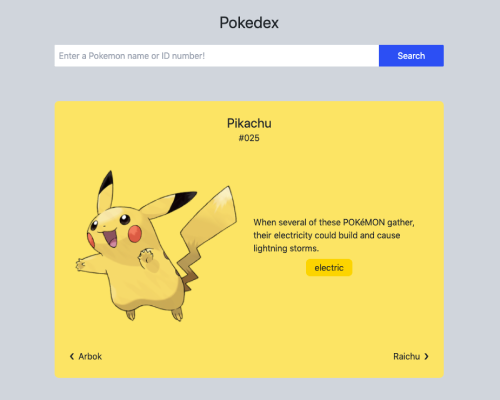 Pokedex
Enter a Pokemon name or ID number!
Search
Pikachu
#025
When several of these POKéMON gather,
their electricity could build and cause
lightning storms.
electric
‹ Arbok
Raichu ›